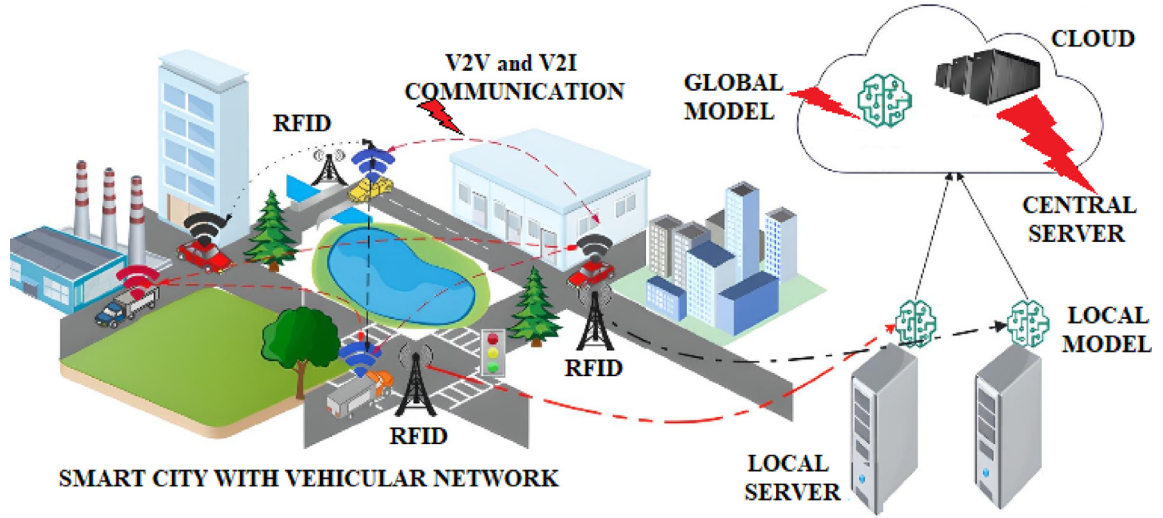 V2V and V2I
COMMUNICATION
RFID
CLOUD
GLOBAL
MODEL
CENTRAL
SERVER
RFID
LOCAL
MODEL
RFID
LOCAL
SERVER
SMART CITY WITH VEHICULAR NETWORK